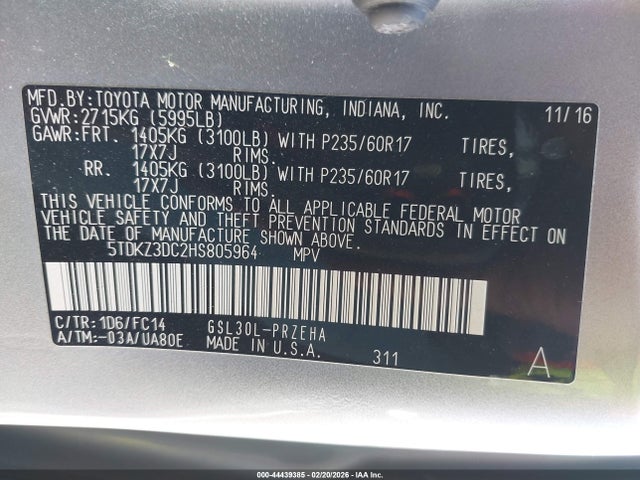 MFD.BY:TOYOTA MOTOR MANUFACTURING, INDIANA, INC. 11/16
GVWR:2715KG (5995LB)
GAWR:FRT. 1405KG (3100LB) WITH P235/60R17 TIRES,
17X7J RIMS.
RR. 1405KG (3100LB) WITH P235/60R17 TIRES,
17X7J RIMS.
THIS VEHICLE CONFORMS TO ALL APPLICABLE FEDERAL MOTOR
VEHICLE SAFETY AND THEFT PREVENTION STANDARDS IN EFFECT ON
THE DATE OF MANUFACTURE SHOWN ABOVE.
5TDKZ3DC2HS805964 MPV
C/TR:1D6/FC14 GSL30L-PRZEHA
A/TM:-03A/UA80E MADE IN U.S.A. 311 A
000-44439385 - 02/20/2026 - IAA Inc.